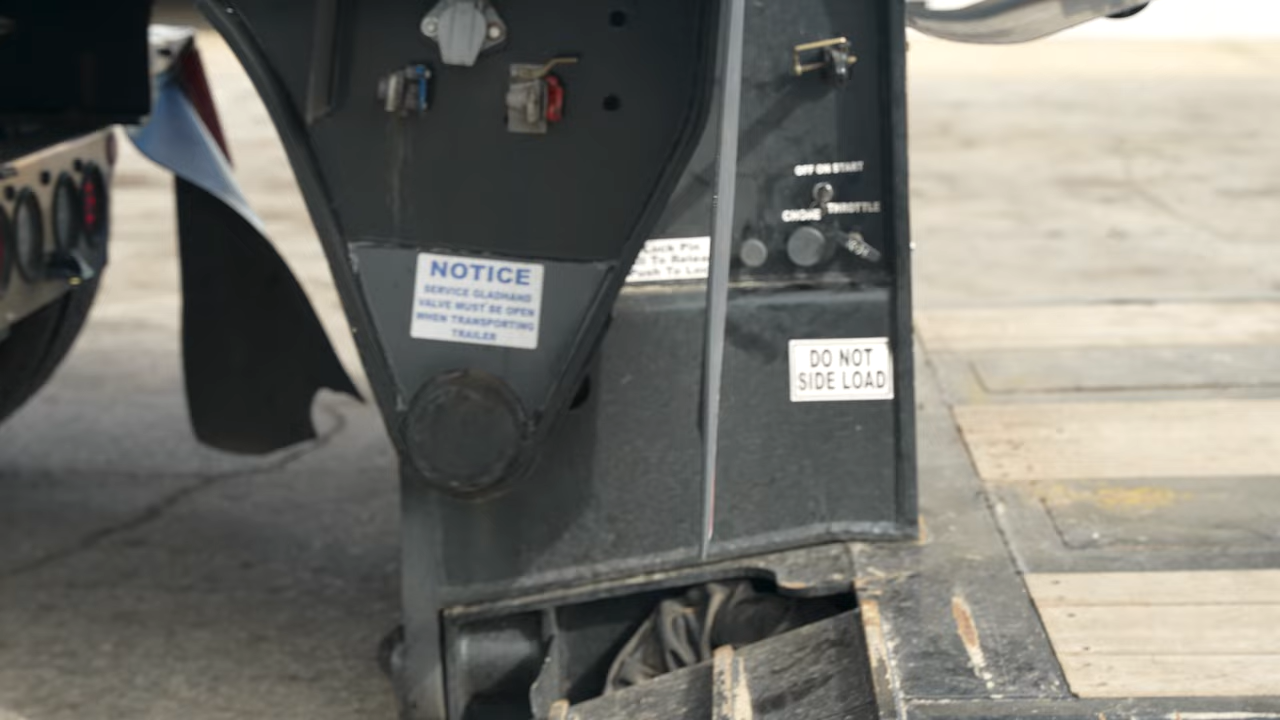 NOTICE
SERVICE GLADHAND
VALVE MUST BE OPEN
WHEN TRANSPORTING
TRAILER
OFF ON START
CHOKE THROTTLE
Lock Pin
To Release
Push To Lock
DO NOT
SIDE LOAD